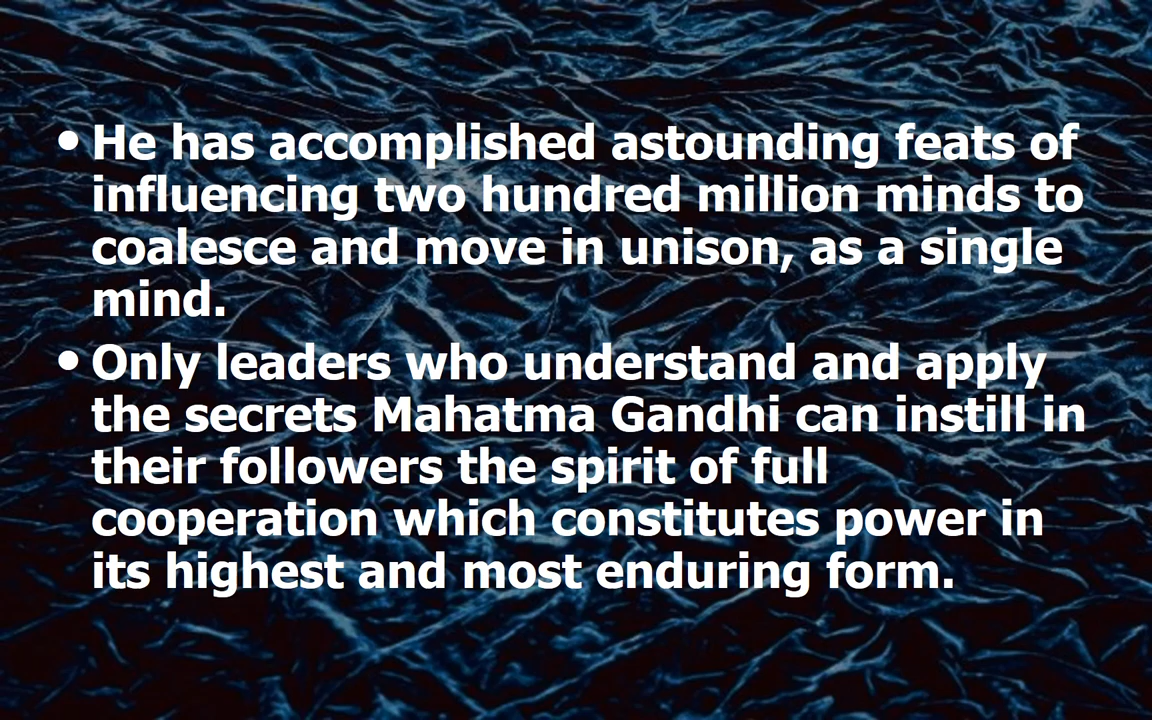 • He has accomplished astounding feats of
influencing two hundred million minds to
coalesce and move in unison, as a single
mind.
• Only leaders who understand and apply
the secrets Mahatma Gandhi can instill in
their followers the spirit of full
cooperation which constitutes power in
its highest and most enduring form.